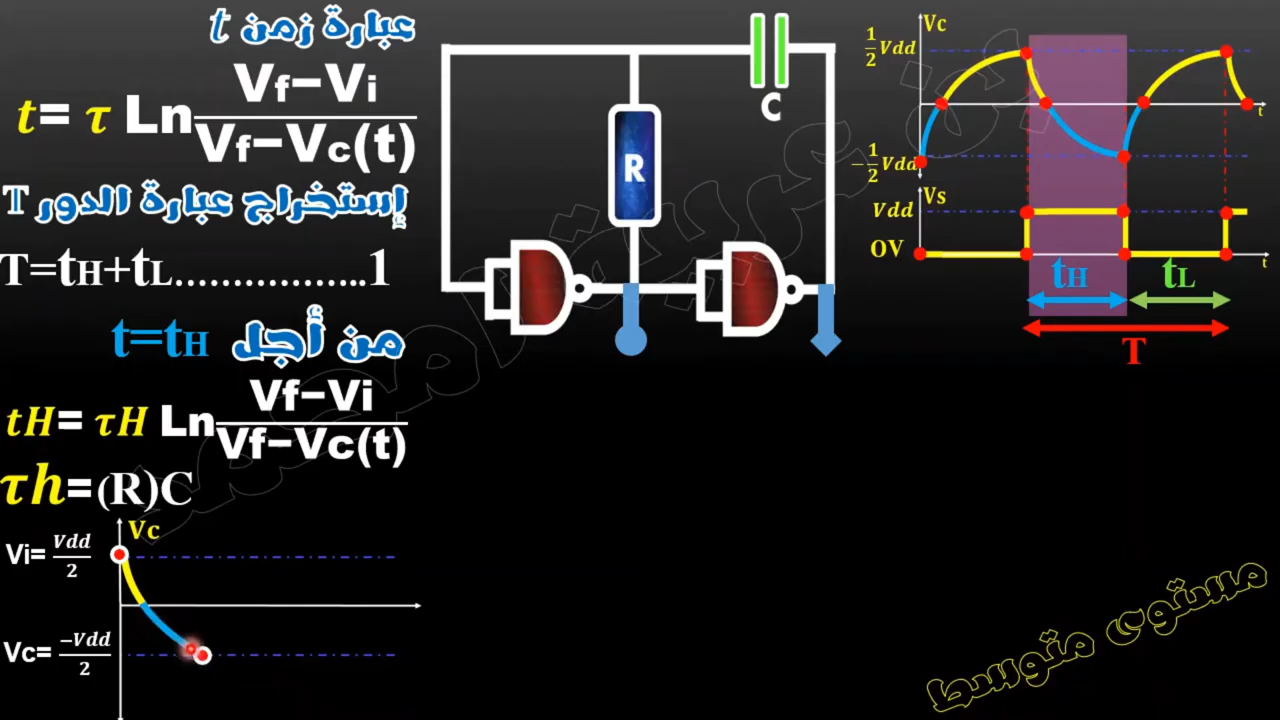 عبارة زمن t
t= τ Ln (Vf−Vi)/(Vf−Vc(t))
إستخراج عبارة الدور T
T=tH+tL……………..1
من أجل t=tH
tH= τH Ln (Vf−Vi)/(Vf−Vc(t))
τh=(R)C
Vc
Vi= Vdd/2
Vc= −Vdd/2
C
R
Vc
1/2 Vdd
t
−1/2 Vdd
Vs
Vdd
OV
t
tH
tL
T
مستوى متوسط